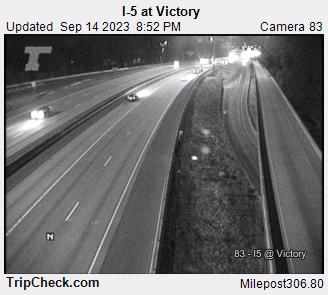 I-5 at Victory
Updated Sep 14 2023 8:52 PM Camera 83
T
N
83 - I5 @ Victory
TripCheck.com Milepost306.80